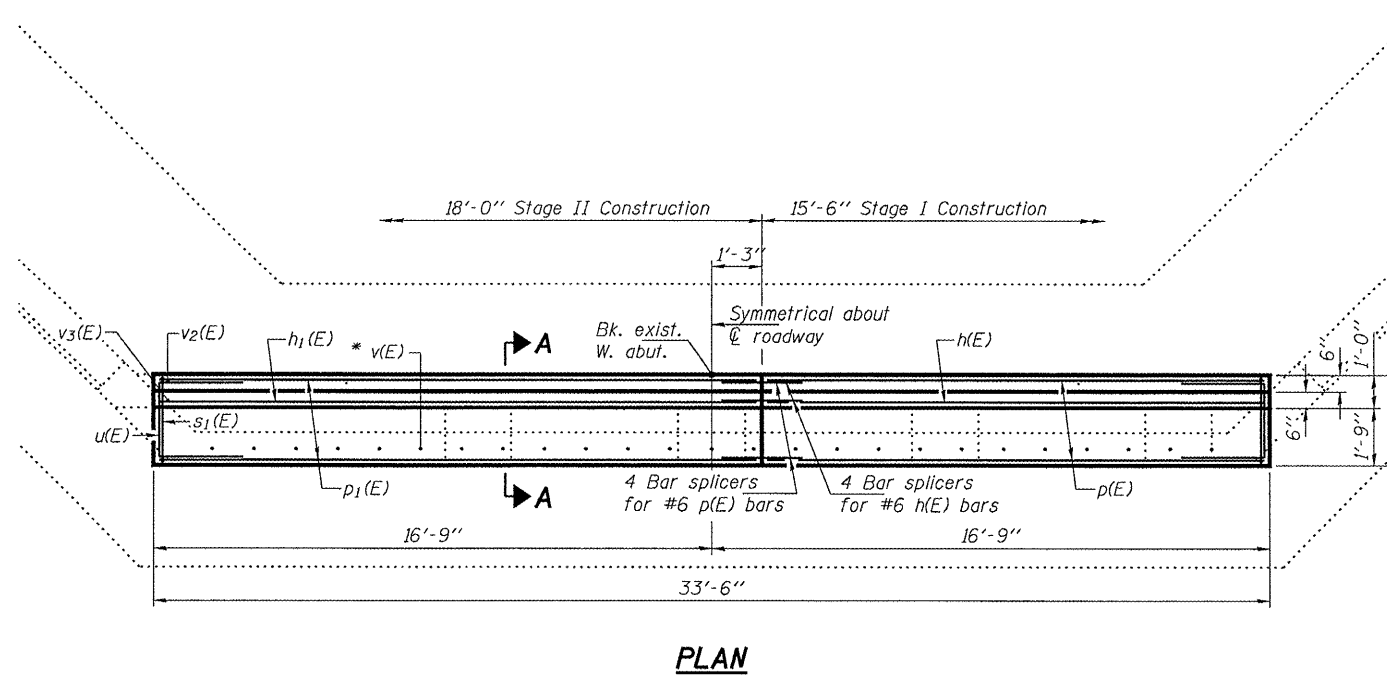 18'-0" Stage II Construction
15'-6" Stage I Construction
1'-3"
Symmetrical about
℄ roadway
Bk. exist.
W. abut.
v3(E)
v2(E)
h1(E)
* v(E)
A
h(E)
6"
1'-0"
u(E)
s1(E)
6"
1'-9"
p1(E)
A
4 Bar splicers
for #6 p(E) bars
4 Bar splicers
for #6 h(E) bars
p(E)
16'-9"
16'-9"
33'-6"
PLAN